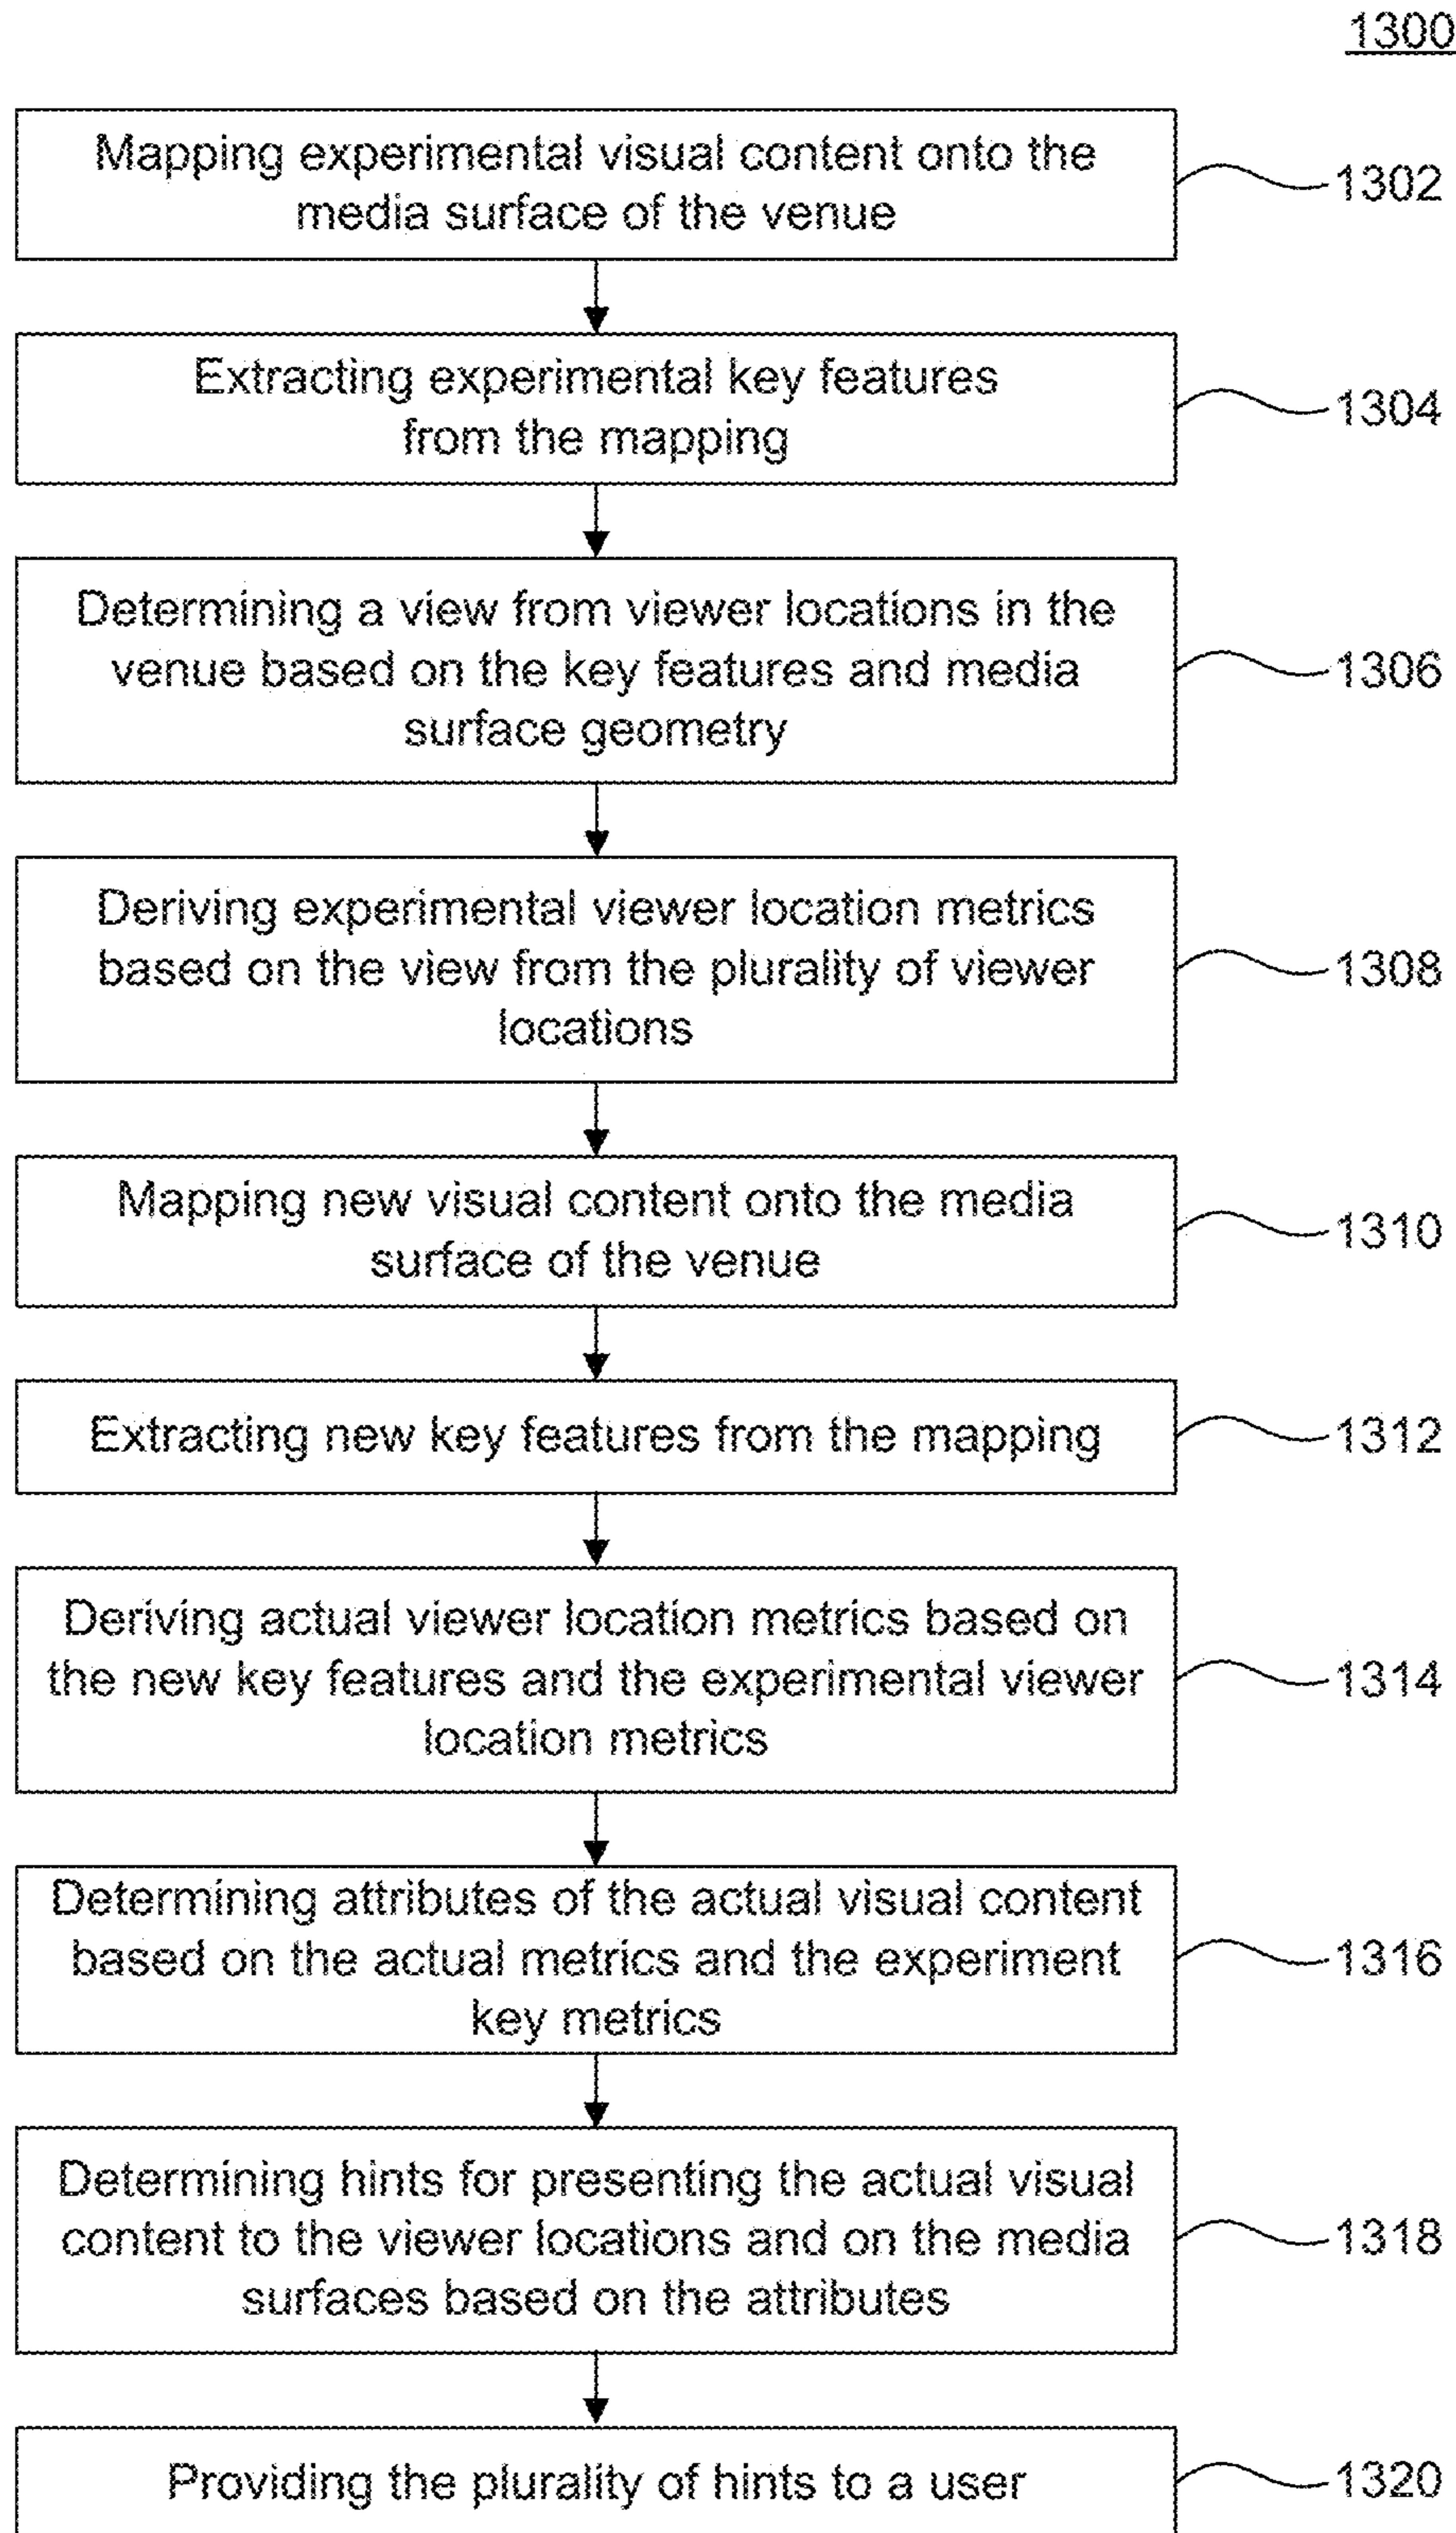 1300
Mapping experimental visual content onto the
media surface of the venue
1302
Extracting experimental key features
from the mapping
1304
Determining a view from viewer locations in the
venue based on the key features and media
surface geometry
1306
Deriving experimental viewer location metrics
based on the view from the plurality of viewer
locations
1308
Mapping new visual content onto the media
surface of the venue
1310
Extracting new key features from the mapping
1312
Deriving actual viewer location metrics based on
the new key features and the experimental viewer
location metrics
1314
Determining attributes of the actual visual content
based on the actual metrics and the experiment
key metrics
1316
Determining hints for presenting the actual visual
content to the viewer locations and on the media
surfaces based on the attributes
1318
Providing the plurality of hints to a user
1320